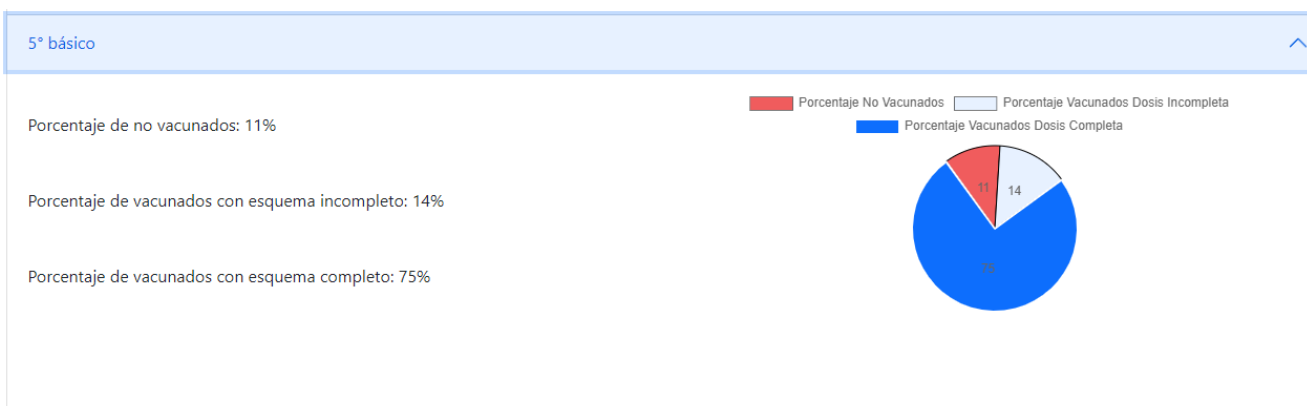 5° básico
Porcentaje de no vacunados: 11%
Porcentaje de vacunados con esquema incompleto: 14%
Porcentaje de vacunados con esquema completo: 75%
Porcentaje No Vacunados Porcentaje Vacunados Dosis Incompleta
Porcentaje Vacunados Dosis Completa
11 14
75